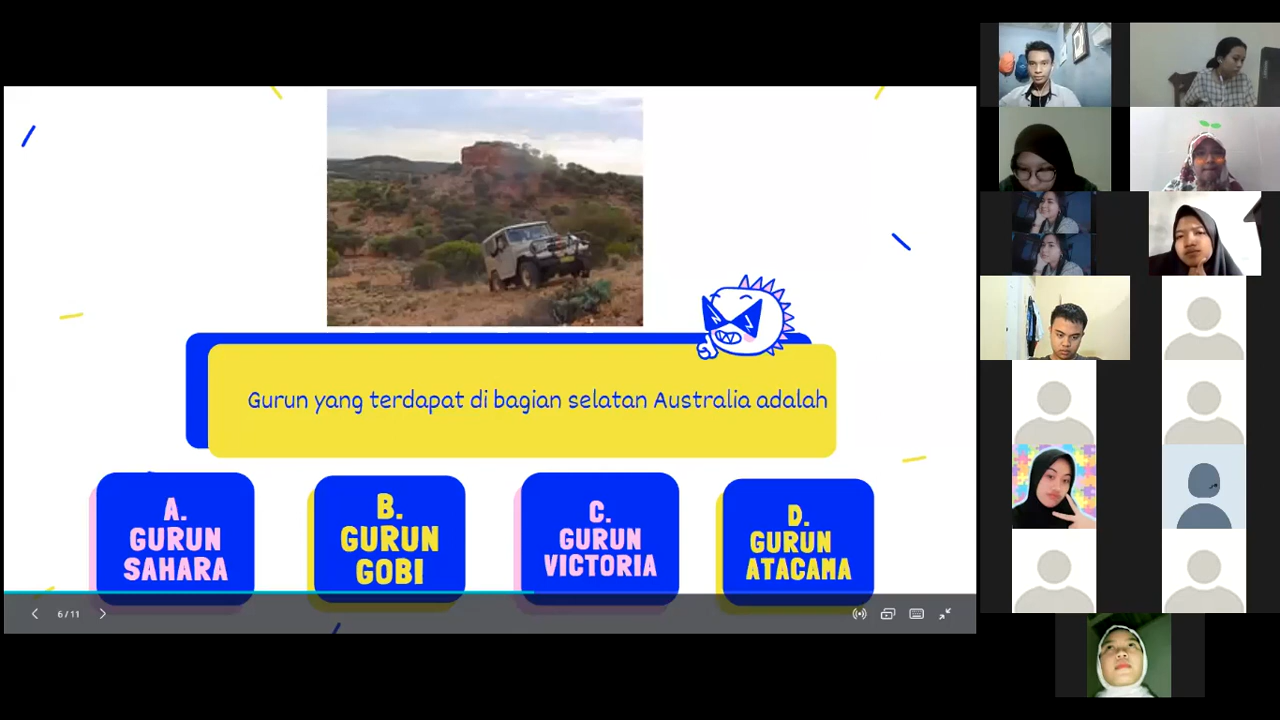 Gurun yang terdapat di bagian selatan Australia adalah
A.
GURUN
SAHARA
B.
GURUN
GOBI
C.
GURUN
VICTORIA
D.
GURUN
ATACAMA
6 / 11